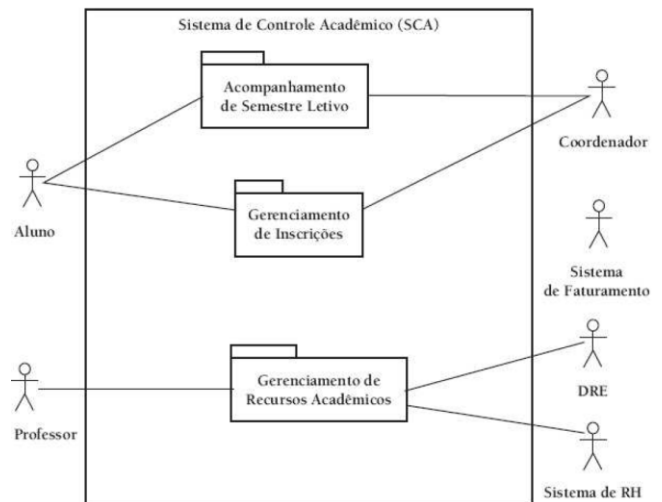 Sistema de Controle Acadêmico (SCA)
Acompanhamento
de Semestre Letivo
Coordenador
Aluno
Gerenciamento
de Inscrições
Sistema
de Faturamento
Professor
Gerenciamento de
Recursos Acadêmicos
DRE
Sistema de RH